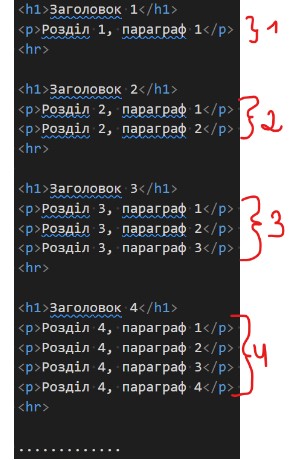 <h1>Заголовок 1</h1>
<p>Розділ 1, параграф 1</p> 1
<hr>
<h1>Заголовок 2</h1>
<p>Розділ 2, параграф 1</p>
<p>Розділ 2, параграф 2</p> 2
<hr>
<h1>Заголовок 3</h1>
<p>Розділ 3, параграф 1</p>
<p>Розділ 3, параграф 2</p> 3
<p>Розділ 3, параграф 3</p>
<hr>
<h1>Заголовок 4</h1>
<p>Розділ 4, параграф 1</p>
<p>Розділ 4, параграф 2</p> 4
<p>Розділ 4, параграф 3</p>
<p>Розділ 4, параграф 4</p>
<hr>
.............